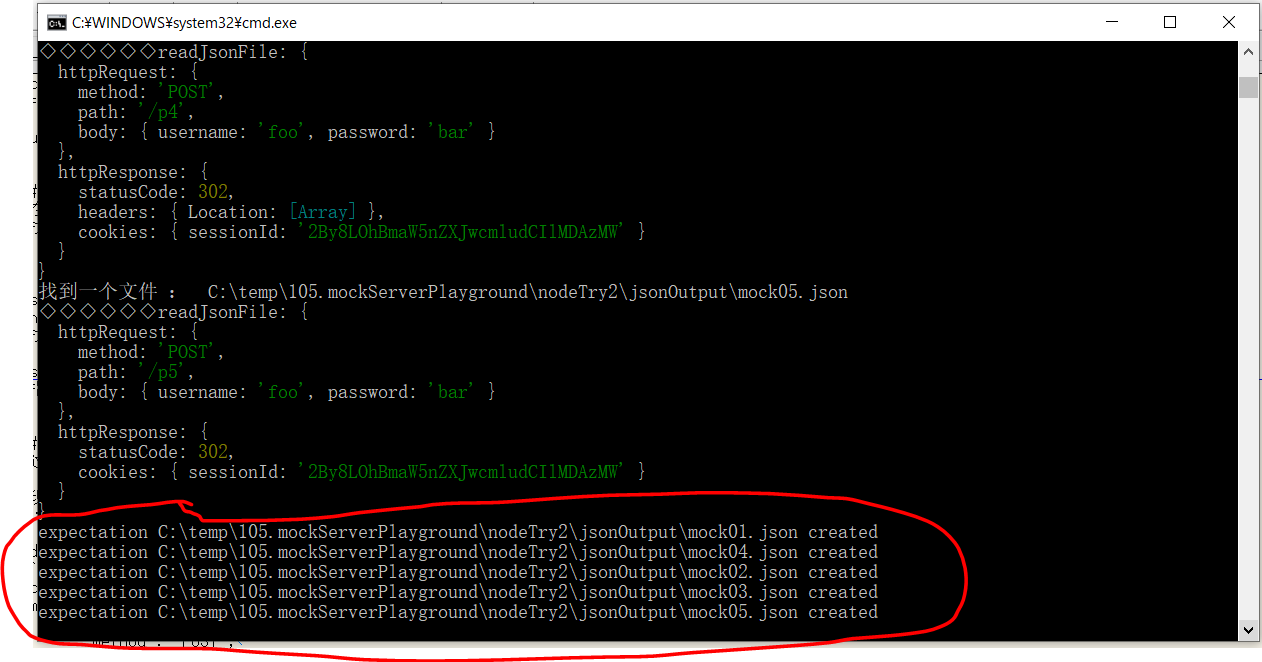 C:¥WINDOWS¥system32¥cmd.exe
◇◇◇◇◇◇readJsonFile: {
httpRequest: {
method: 'POST',
path: '/p4',
body: { username: 'foo', password: 'bar' }
},
httpResponse: {
statusCode: 302,
headers: { Location: [Array] },
cookies: { sessionId: '2By8LOhBmaW5nZXJwcmludCIlMDAzMW' }
}
}
找到一个文件 : C:\temp\105.mockServerPlayground\nodeTry2\jsonOutput\mock05.json
◇◇◇◇◇◇readJsonFile: {
httpRequest: {
method: 'POST',
path: '/p5',
body: { username: 'foo', password: 'bar' }
},
httpResponse: {
statusCode: 302,
cookies: { sessionId: '2By8LOhBmaW5nZXJwcmludCIlMDAzMW' }
}
}
expectation C:\temp\105.mockServerPlayground\nodeTry2\jsonOutput\mock01.json created
expectation C:\temp\105.mockServerPlayground\nodeTry2\jsonOutput\mock04.json created
expectation C:\temp\105.mockServerPlayground\nodeTry2\jsonOutput\mock02.json created
expectation C:\temp\105.mockServerPlayground\nodeTry2\jsonOutput\mock03.json created
expectation C:\temp\105.mockServerPlayground\nodeTry2\jsonOutput\mock05.json created